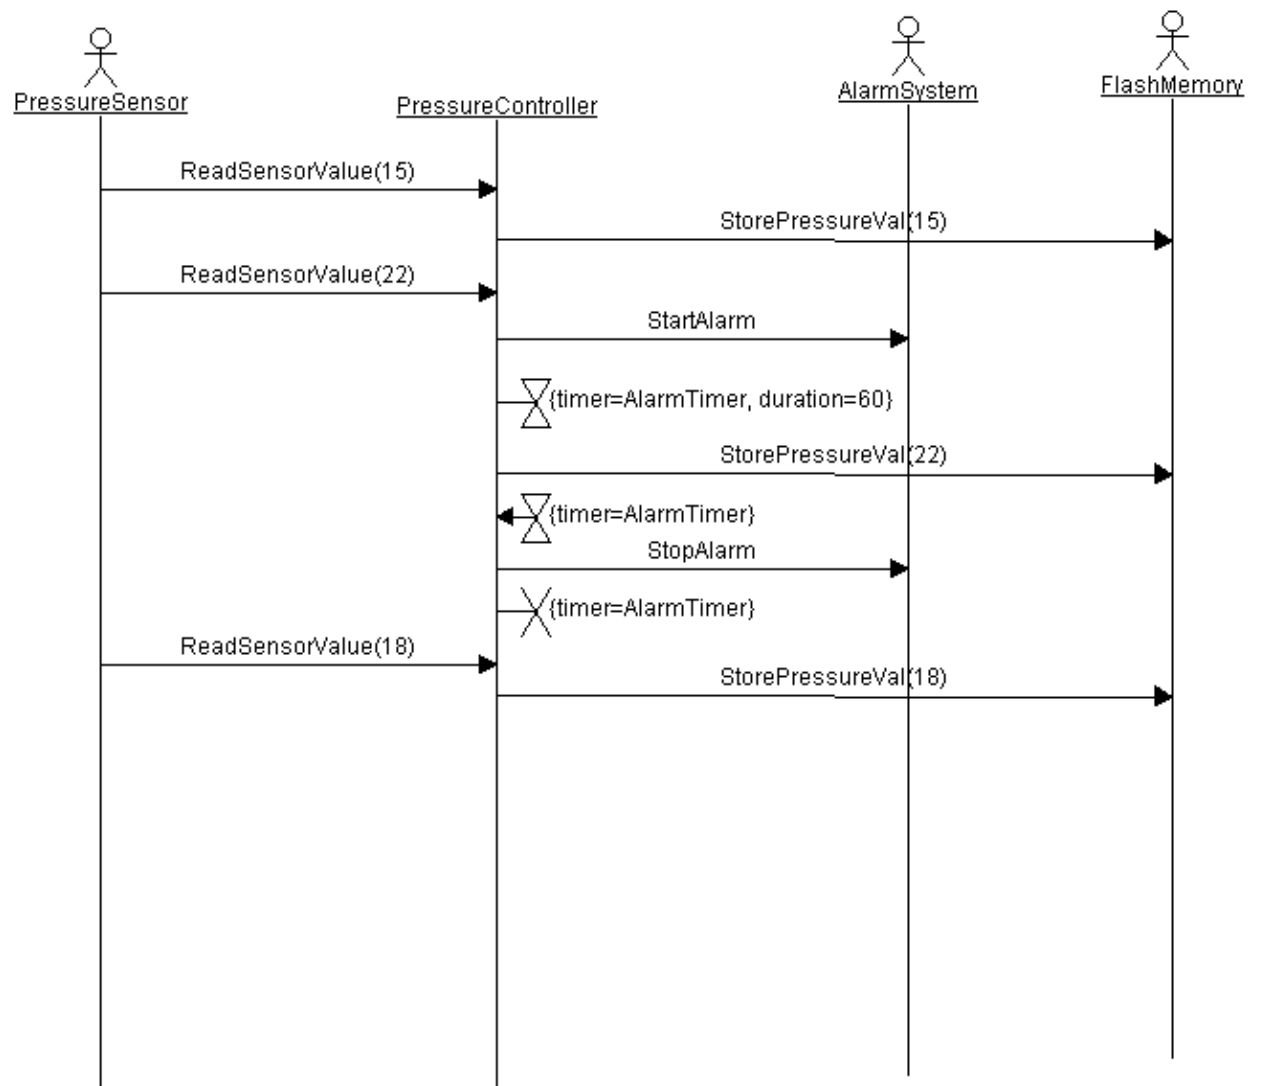 PressureSensor
PressureController
AlarmSystem
FlashMemory
ReadSensorValue(15)
StorePressureVal(15)
ReadSensorValue(22)
StartAlarm
{timer=AlarmTimer, duration=60}
StorePressureVal(22)
{timer=AlarmTimer}
StopAlarm
{timer=AlarmTimer}
ReadSensorValue(18)
StorePressureVal(18)